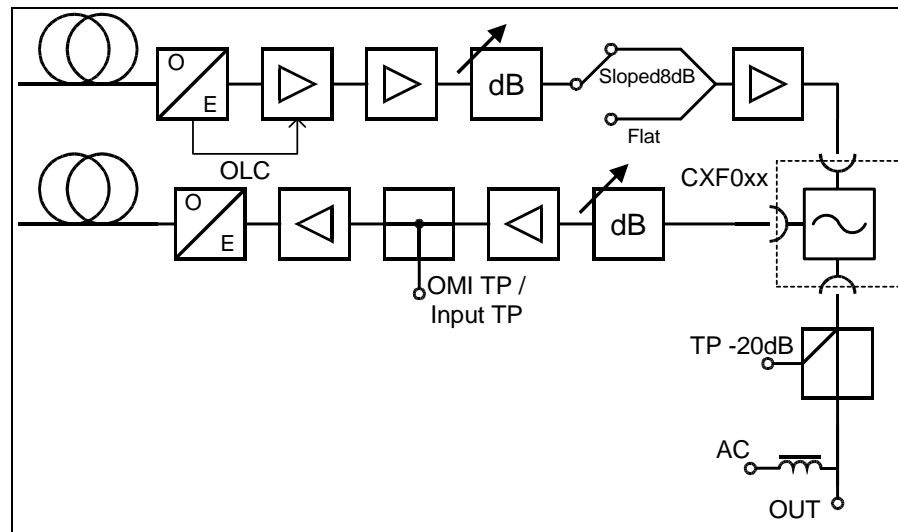 O
E
dB
Sloped8dB
Flat
OLC
CXF0xx
O
E
dB
OMI TP /
Input TP
TP -20dB
AC
OUT